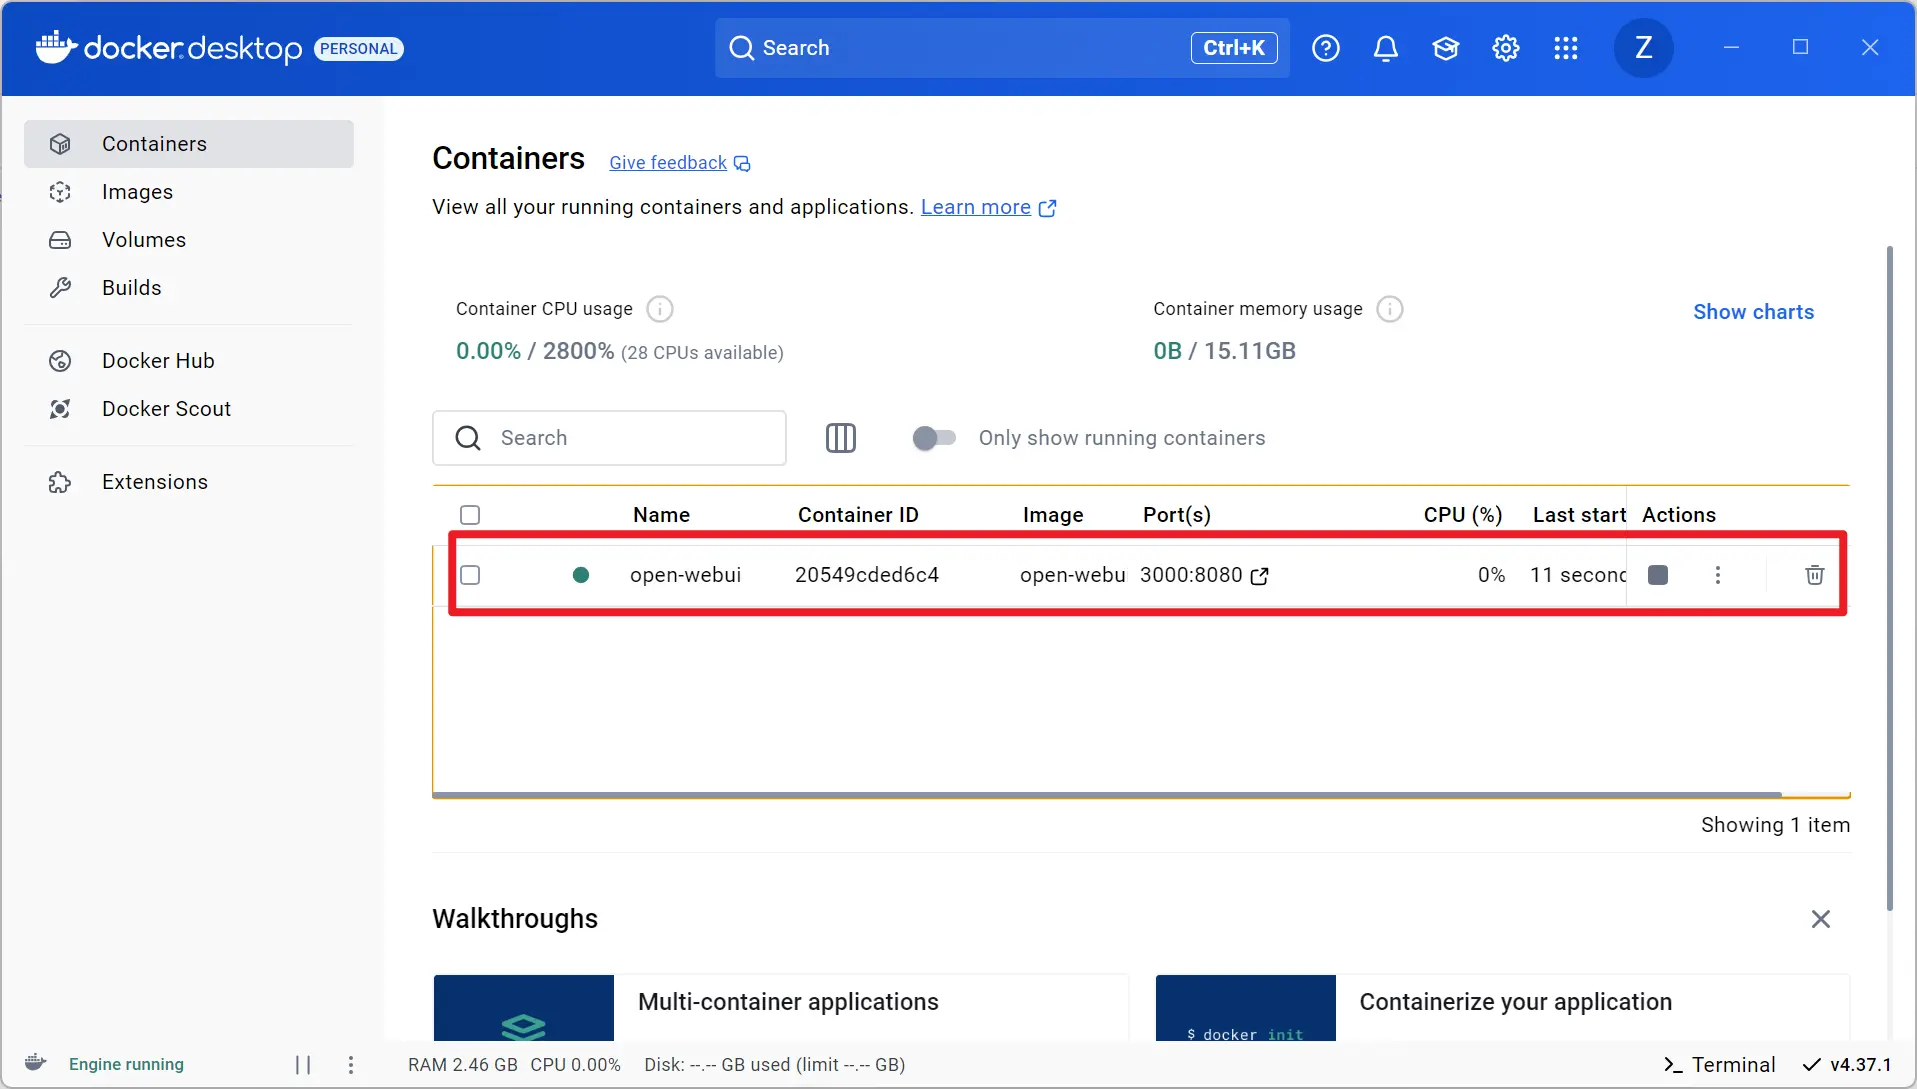 docker.desktop PERSONAL
Search Ctrl+K
Z
Containers
Images
Volumes
Builds
Docker Hub
Docker Scout
Extensions
Containers Give feedback
View all your running containers and applications. Learn more
Container CPU usage
0.00% / 2800% (28 CPUs available)
Container memory usage
0B / 15.11GB
Show charts
Search
Only show running containers
Name Container ID Image Port(s) CPU (%) Last start Actions
open-webui 20549cded6c4 open-webu 3000:8080 0% 11 second
Showing 1 item
Walkthroughs
Multi-container applications
$ docker init
Containerize your application
Engine running RAM 2.46 GB CPU 0.00% Disk: --.-- GB used (limit --.-- GB) >_ Terminal v4.37.1